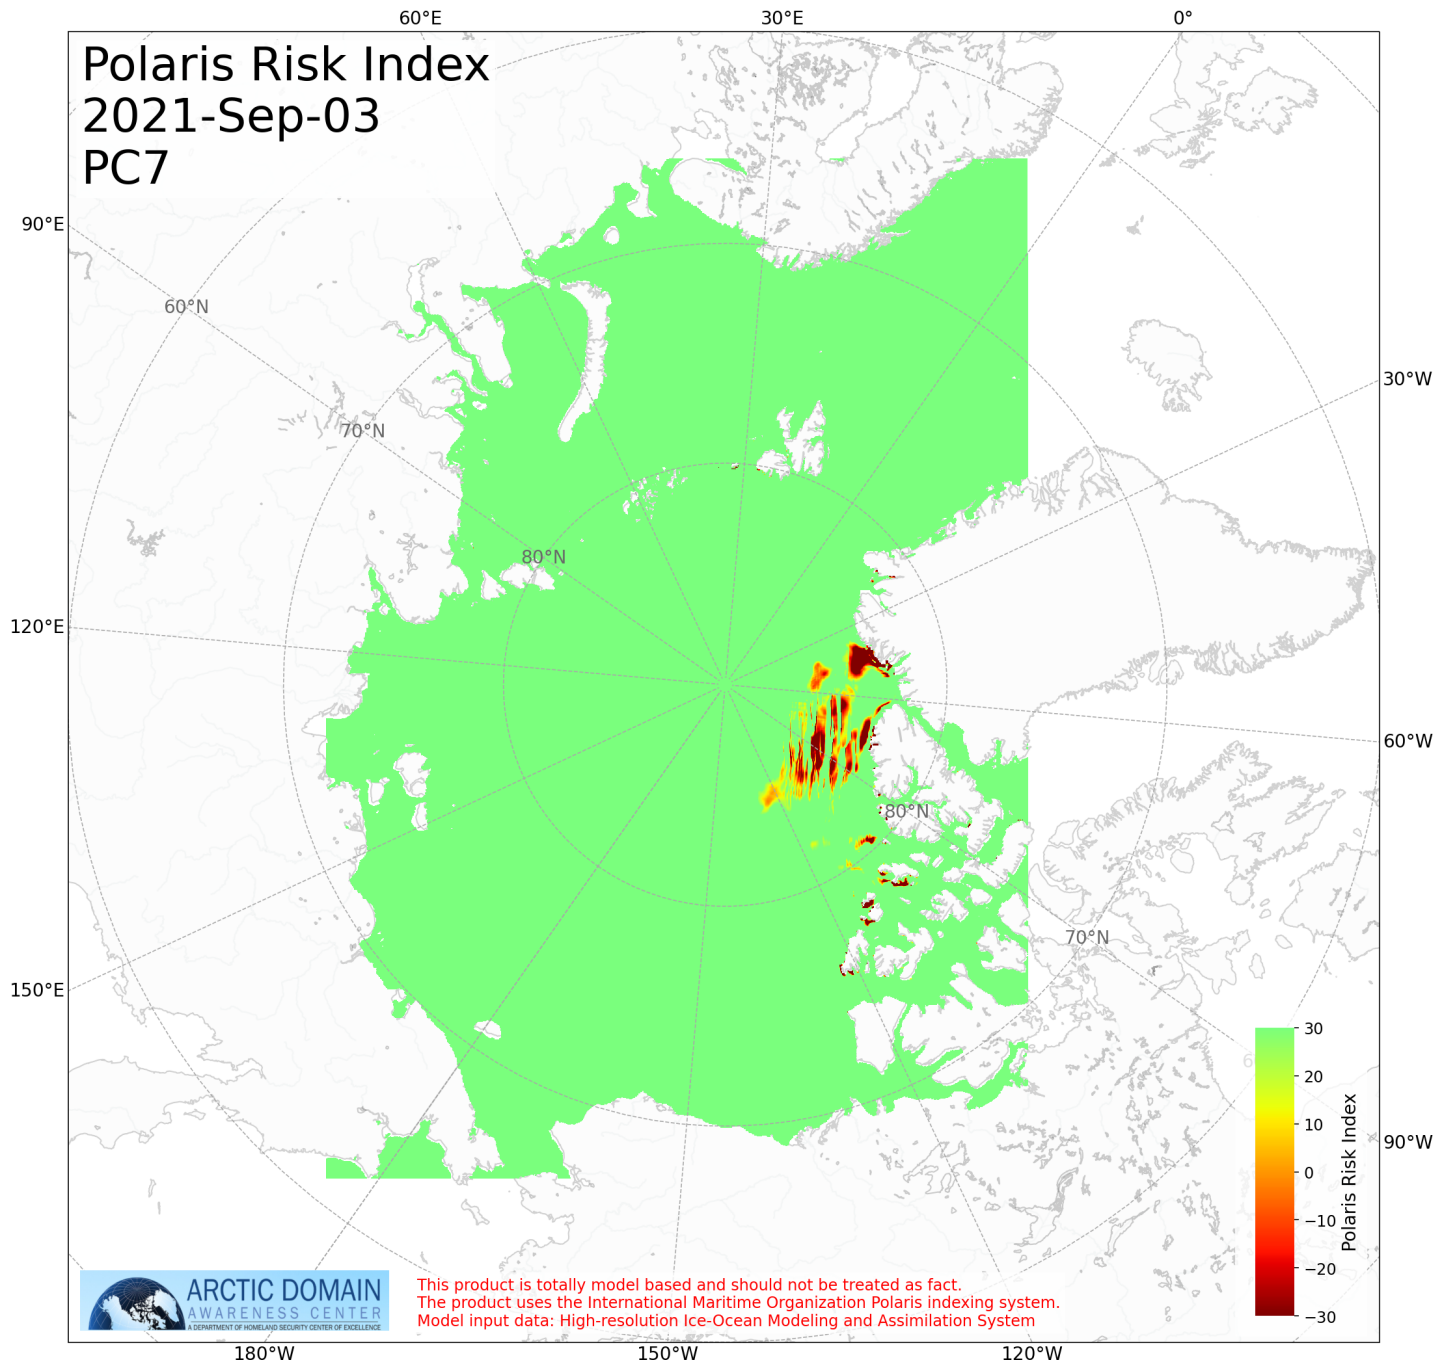 60°E 30°E 0°
Polaris Risk Index
2021-Sep-03
PC7
90°E
60°N
30°W
70°N
80°N
120°E
60°W
80°N
70°N
150°E
30
20
10
0
−10
−20
−30
Polaris Risk Index
90°W
ARCTIC DOMAIN
AWARENESS CENTER
A DEPARTMENT OF HOMELAND SECURITY CENTER OF EXCELLENCE
This product is totally model based and should not be treated as fact.
The product uses the International Maritime Organization Polaris indexing system.
Model input data: High-resolution Ice-Ocean Modeling and Assimilation System
180°W 150°W 120°W